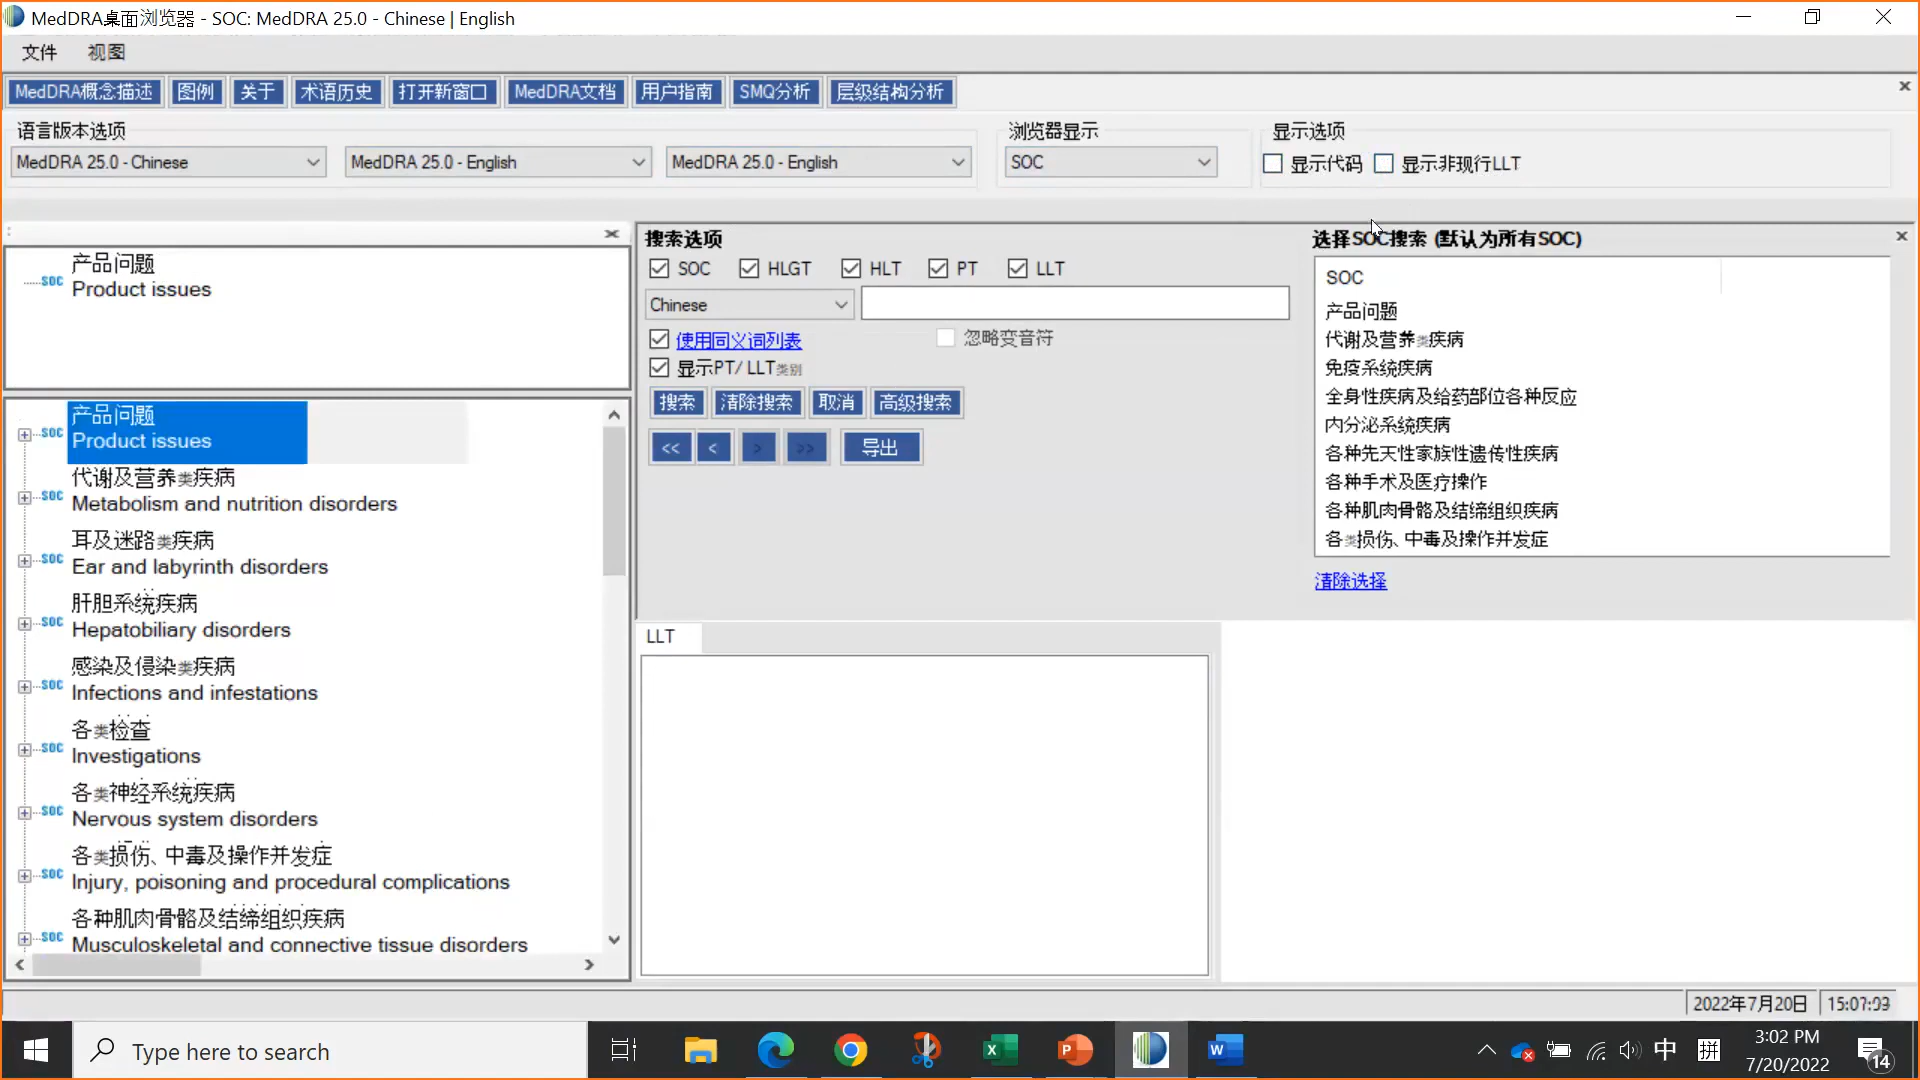 MedDRA桌面浏览器 - SOC: MedDRA 25.0 - Chinese | English
文件 视图
MedDRA概念描述 图例 关于 术语历史 打开新窗口 MedDRA文档 用户指南 SMQ分析 层级结构分析
语言版本选项 浏览器显示 显示选项
MedDRA 25.0 - Chinese MedDRA 25.0 - English MedDRA 25.0 - English SOC 显示代码 显示非现行LLT
SOC 产品问题
Product issues
SOC 产品问题
Product issues
SOC 代谢及营养类疾病
Metabolism and nutrition disorders
SOC 耳及迷路类疾病
Ear and labyrinth disorders
SOC 肝胆系统疾病
Hepatobiliary disorders
SOC 感染及侵染类疾病
Infections and infestations
SOC 各类检查
Investigations
SOC 各类神经系统疾病
Nervous system disorders
SOC 各类损伤、中毒及操作并发症
Injury, poisoning and procedural complications
SOC 各种肌肉骨骼及结缔组织疾病
Musculoskeletal and connective tissue disorders
搜索选项
SOC HLGT HLT PT LLT
Chinese
使用同义词列表 忽略变音符
显示PT/ LLT类别
搜索 清除搜索 取消 高级搜索
<< < > >> 导出
选择SOC搜索 (默认为所有SOC)
SOC
产品问题
代谢及营养类疾病
免疫系统疾病
全身性疾病及给药部位各种反应
内分泌系统疾病
各种先天性家族性遗传性疾病
各种手术及医疗操作
各种肌肉骨骼及结缔组织疾病
各类损伤、中毒及操作并发症
清除选择
LLT
2022年7月20日 15:07:03
Type here to search
中 拼
3:02 PM
7/20/2022
14